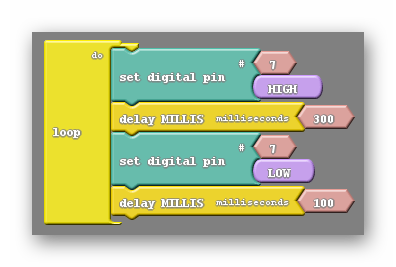 do
set digital pin # 7
HIGH
delay MILLIS milliseconds 300
loop
set digital pin # 7
LOW
delay MILLIS milliseconds 100